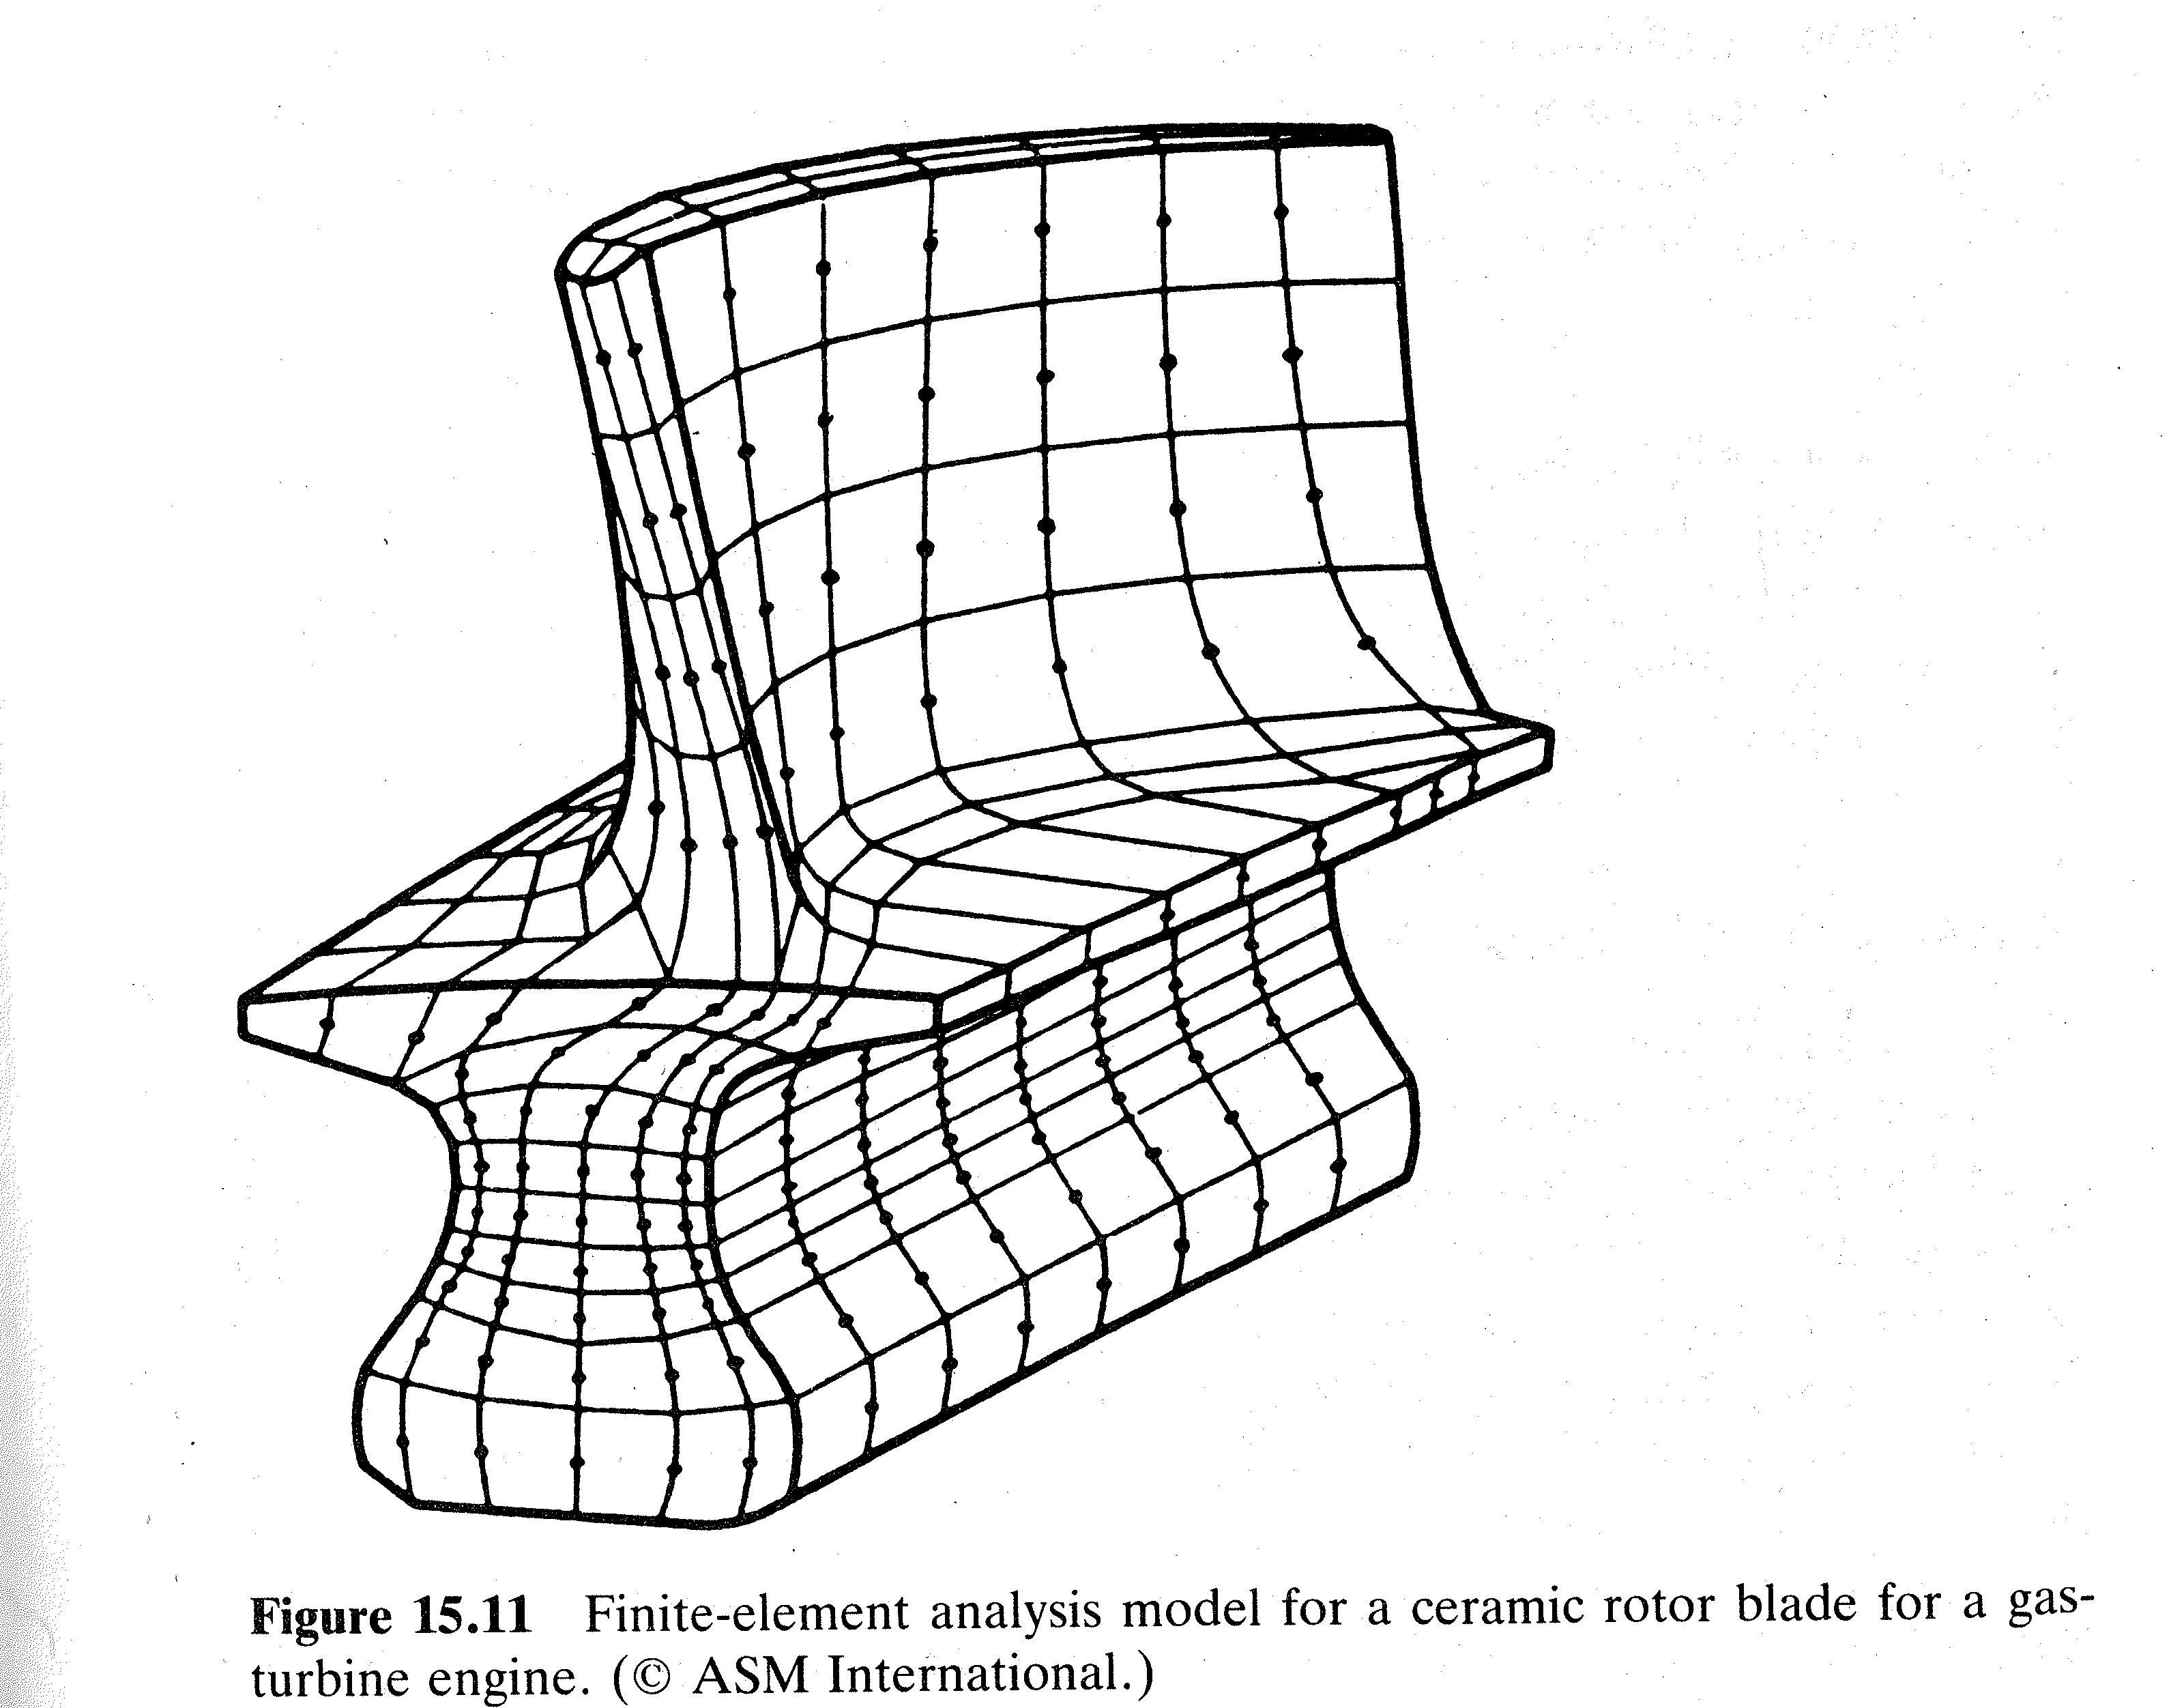 Figure 15.11 Finite-element analysis model for a ceramic rotor blade for a gas-
turbine engine. (© ASM International.)